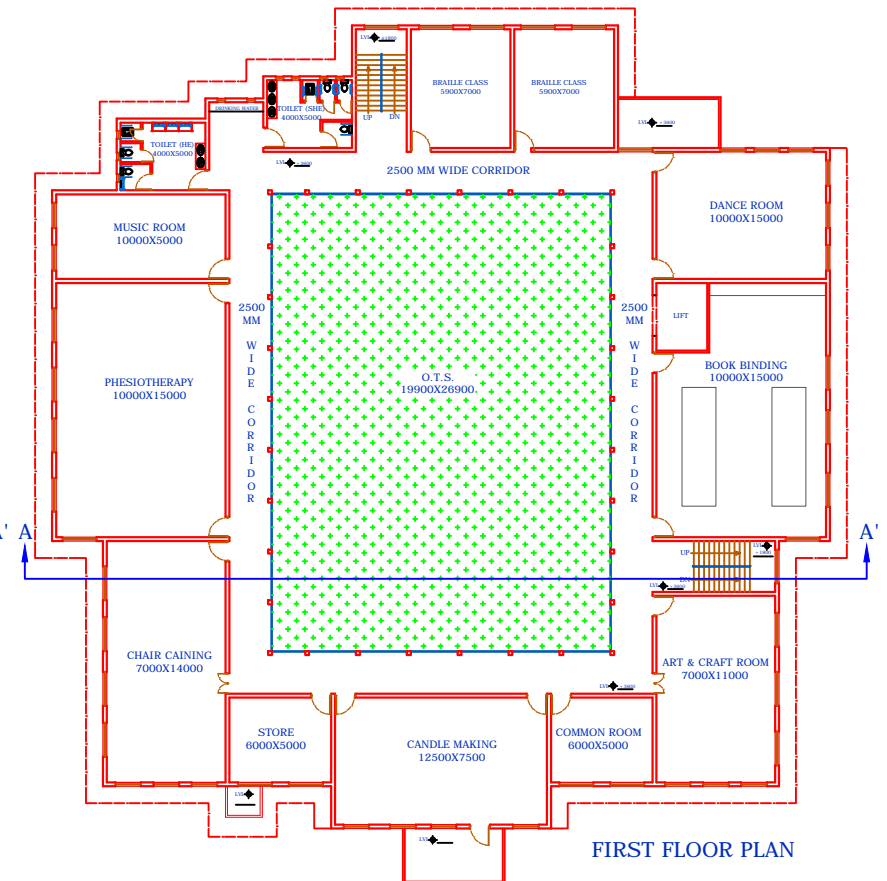 BRAILLE CLASS
5900X7000
BRAILLE CLASS
5900X7000
UP
DN
DRINKING WATER
TOILET (SHE)
4000X5000
TOILET (HE)
4000X5000
2500 MM WIDE CORRIDOR
MUSIC ROOM
10000X5000
DANCE ROOM
10000X15000
2500
MM
WIDE CORRIDOR
2500
MM
WIDE CORRIDOR
LIFT
PHESIOTHERAPY
10000X15000
O.T.S.
19900X26900.
BOOK BINDING
10000X15000
A' A
A'
UP
DN
CHAIR CAINING
7000X14000
ART & CRAFT ROOM
7000X11000
STORE
6000X5000
CANDLE MAKING
12500X7500
COMMON ROOM
6000X5000
FIRST FLOOR PLAN